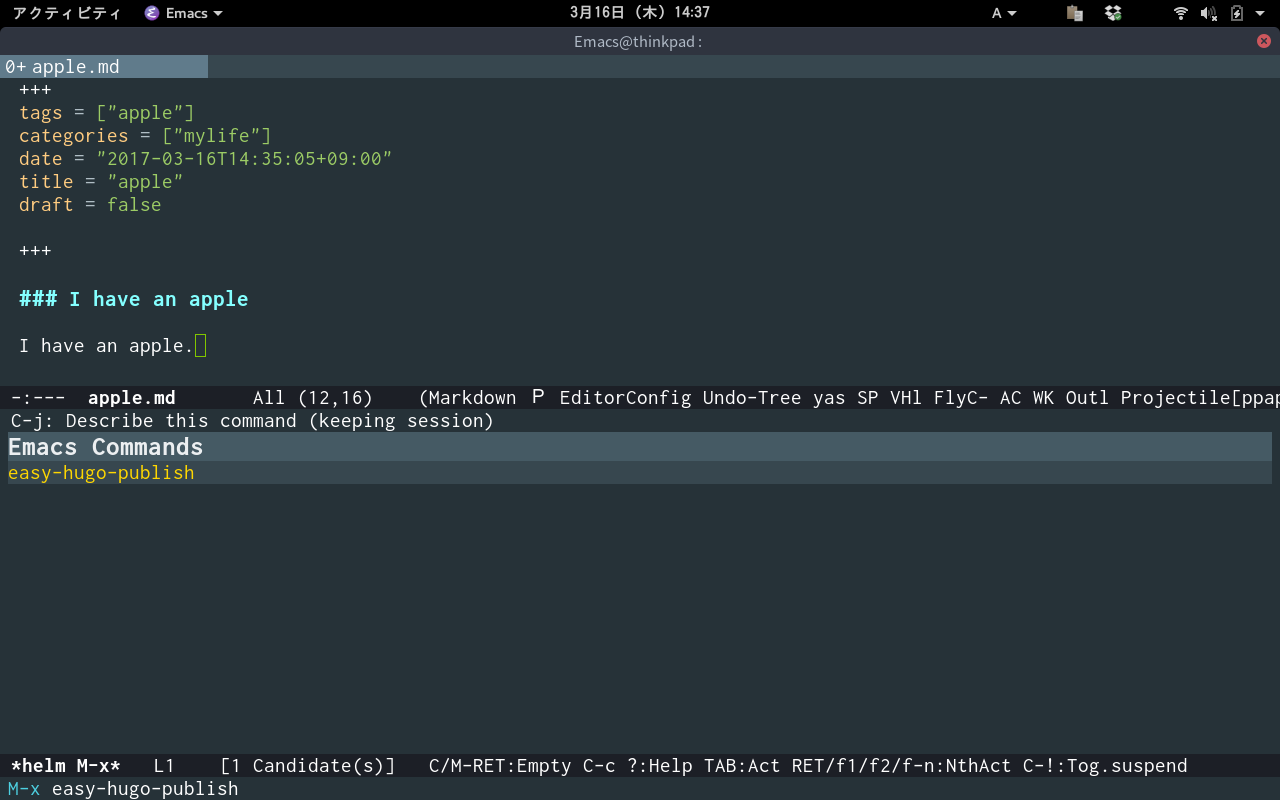 アクティビティ Emacs 3月16日 (木) 14:37 A
Emacs@thinkpad:
0+ apple.md
+++
tags = ["apple"]
categories = ["mylife"]
date = "2017-03-16T14:35:05+09:00"
title = "apple"
draft = false
+++
### I have an apple
I have an apple.
-:--- apple.md All (12,16) (Markdown P EditorConfig Undo-Tree yas SP VHl FlyC- AC WK Outl Projectile[ppap
C-j: Describe this command (keeping session)
Emacs Commands
easy-hugo-publish
*helm M-x* L1 [1 Candidate(s)] C/M-RET:Empty C-c ?:Help TAB:Act RET/f1/f2/f-n:NthAct C-!:Tog.suspend
M-x easy-hugo-publish